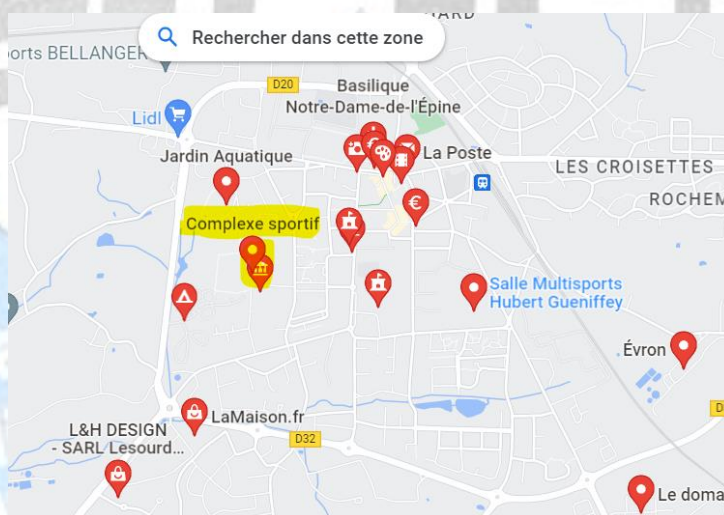 ARD
Rechercher dans cette zone
orts BELLANGER
D20
Basilique
Notre-Dame-de-l'Épine
Lidl
Jardin Aquatique
La Poste
LES CROISETTES
ROCHEM
Complexe sportif
€
Salle Multisports
Hubert Gueniffey
Évron
LaMaison.fr
L&H DESIGN
- SARL Lesourd...
D32
D
Le doma